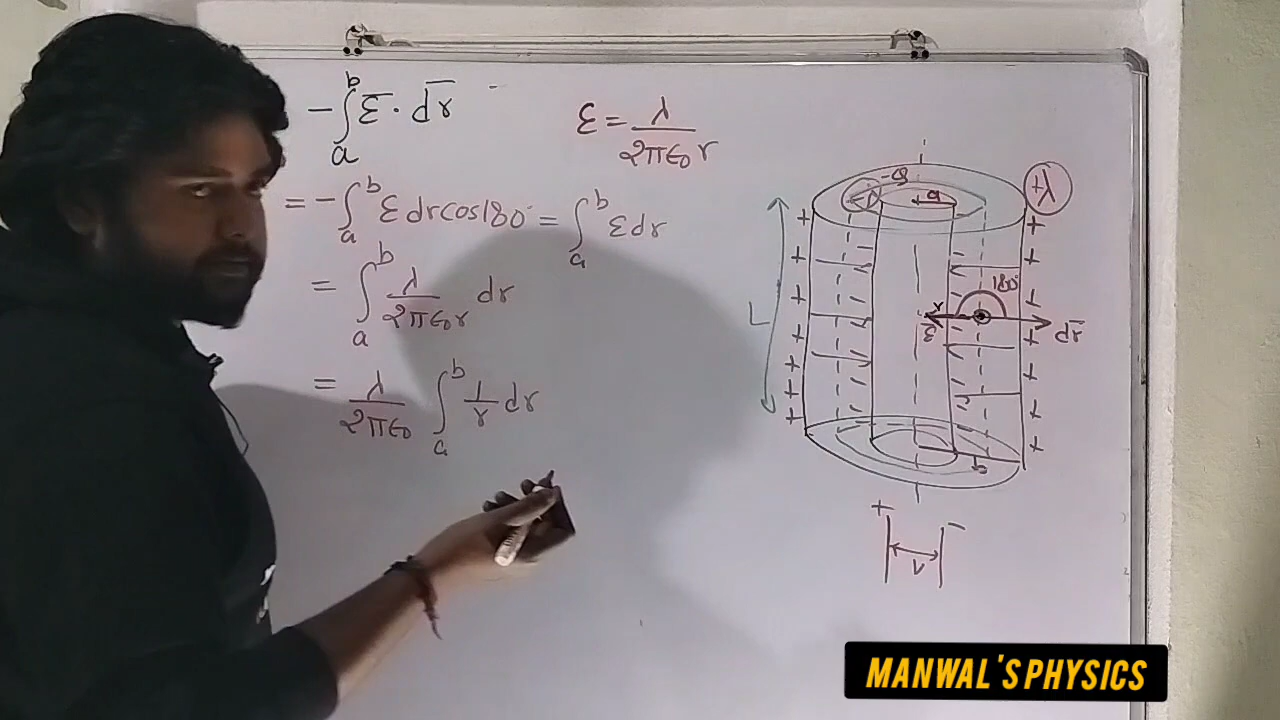 - ∫ₐᵇ ε̅ · dr̅
ε = λ / 2πε₀r
= - ∫ₐᵇ ε dr cos180° = ∫ₐᵇ ε dr
= ∫ₐᵇ λ / 2πε₀r dr
= λ / 2πε₀ ∫ₐᵇ 1/r dr
+λ
-λ
a
L
180°
dr̅
b
+ -
V
MANWAL'S PHYSICS